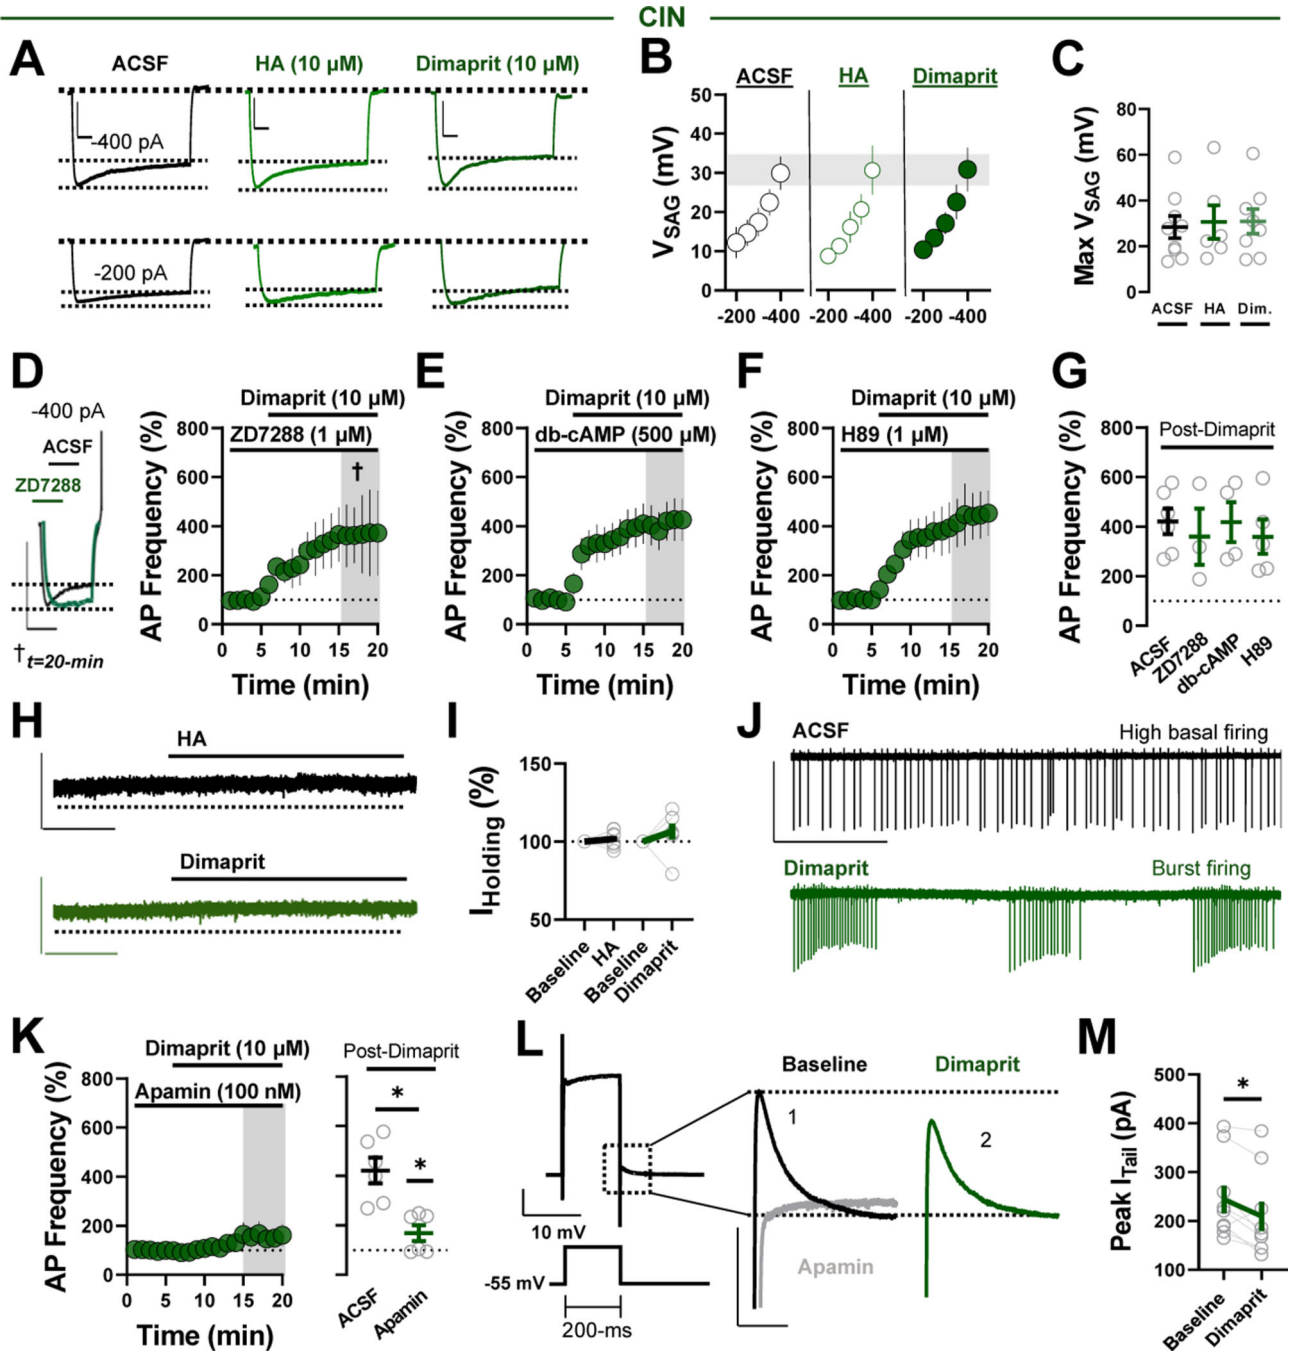 CIN
A
ACSF
HA (10 µM)
Dimaprit (10 µM)
-400 pA
-200 pA
B
ACSF
HA
Dimaprit
V_SAG (mV)
50
40
30
20
10
0
-200 -400
-200 -400
-200 -400
C
Max V_SAG (mV)
80
60
40
20
0
ACSF
HA
Dim.
D
-400 pA
ACSF
ZD7288
† t=20-min
Dimaprit (10 µM)
ZD7288 (1 µM)
†
AP Frequency (%)
800
600
400
200
0
0 5 10 15 20
Time (min)
E
Dimaprit (10 µM)
db-cAMP (500 µM)
AP Frequency (%)
800
600
400
200
0
0 5 10 15 20
Time (min)
F
Dimaprit (10 µM)
H89 (1 µM)
AP Frequency (%)
800
600
400
200
0
0 5 10 15 20
Time (min)
G
Post-Dimaprit
AP Frequency (%)
800
600
400
200
0
ACSF
ZD7288
db-cAMP
H89
H
HA
Dimaprit
I
I_Holding (%)
150
100
50
Baseline
HA
Baseline
Dimaprit
J
ACSF
High basal firing
Dimaprit
Burst firing
K
Dimaprit (10 µM)
Apamin (100 nM)
AP Frequency (%)
800
600
400
200
0
0 5 10 15 20
Time (min)
Post-Dimaprit
*
*
ACSF
Apamin
L
10 mV
-55 mV
200-ms
Baseline
1
Apamin
Dimaprit
2
M
*
Peak I_Tail (pA)
500
400
300
200
100
Baseline
Dimaprit